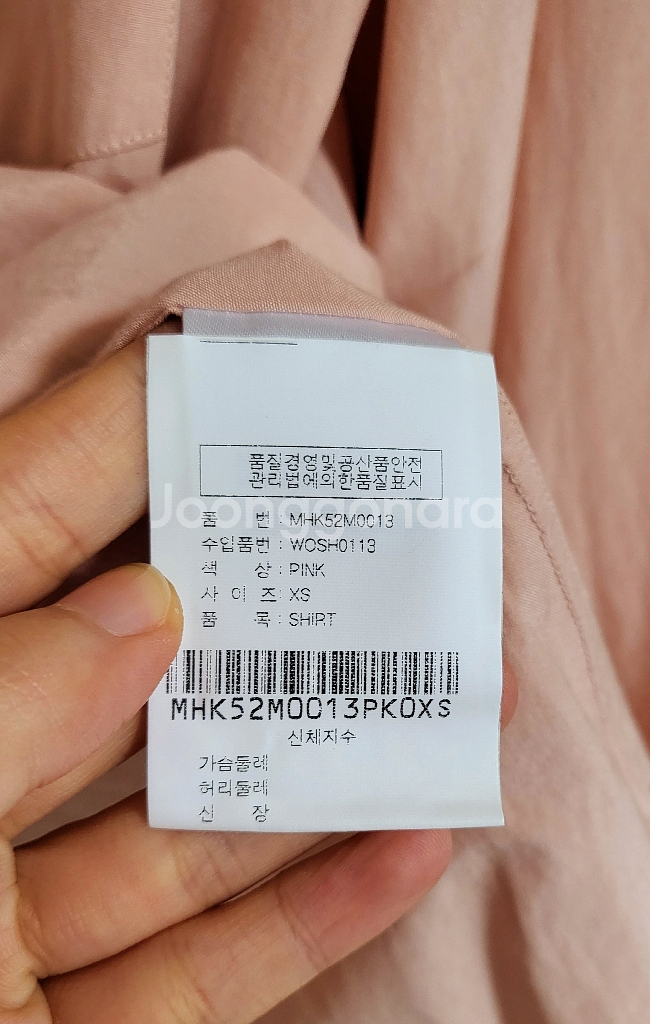 품질경영및공산품안전
관리법에의한품질표시
Joonggonara
품 번 : MHK52M0013
수입품번 : WOSH0113
색 상 : PINK
사 이 즈 : XS
품 목 : SHIRT
MHK52M0013PK0XS
신체지수
가슴둘레
허리둘레
신 장